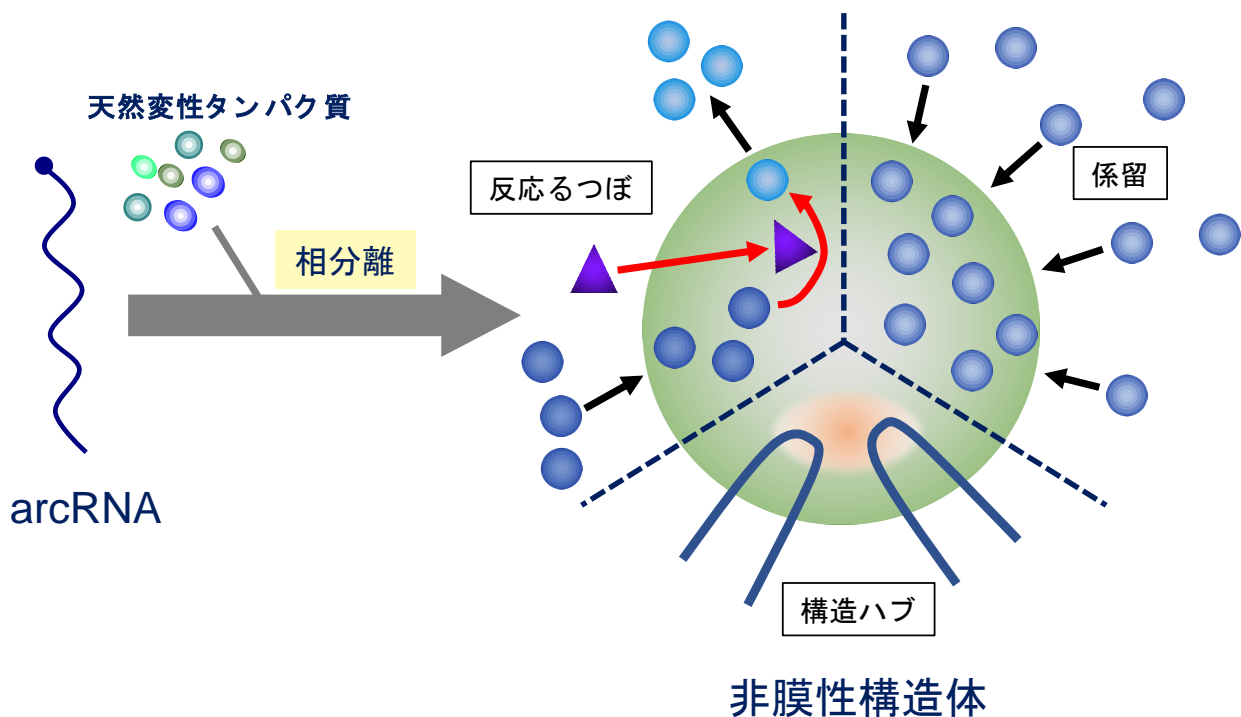 天然変性タンパク質
arcRNA
相分離
反応るつぼ
係留
構造ハブ
非膜性構造体